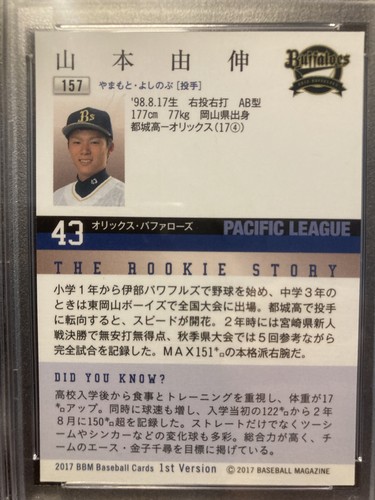 山本由伸
Buffaloes
157
やまもと・よしのぶ [投手]
'98.8.17生 右投右打 AB型
177cm 77kg 岡山県出身
都城高－オリックス(17④)
Bs
43 オリックス・バファローズ PACIFIC LEAGUE
THE ROOKIE STORY
小学1年から伊部パワフルズで野球を始め、中学3年の
ときは東岡山ボーイズで全国大会に出場。都城高で投手
に転向すると、スピードが開花。2年時には宮崎県新人
戦決勝で無安打無得点、秋季県大会では5回参考ながら
完全試合を記録した。MAX151㌔の本格派右腕だ。
DID YOU KNOW?
高校入学後から食事とトレーニングを重視し、体重が17
㌔アップ。同時に球速も増し、入学当初の122㌔から2年
8月に150㌔超を記録した。ストレートだけでなくツーシ
ームやシンカーなどの変化球も多彩。総合力が高く、チ
ームのエース・金子千尋を目標に掲げている。
2017 BBM Baseball Cards 1st Version ©2017 BASEBALL MAGAZINE